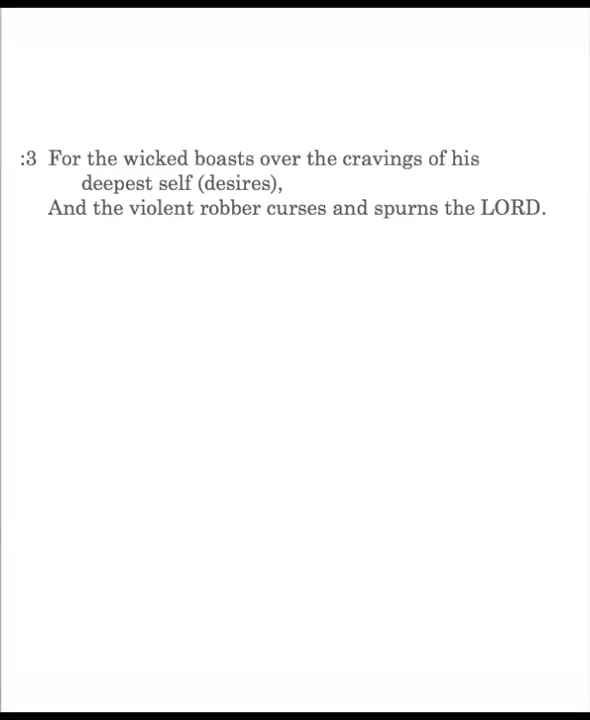 :3 For the wicked boasts over the cravings of his
deepest self (desires),
And the violent robber curses and spurns the LORD.